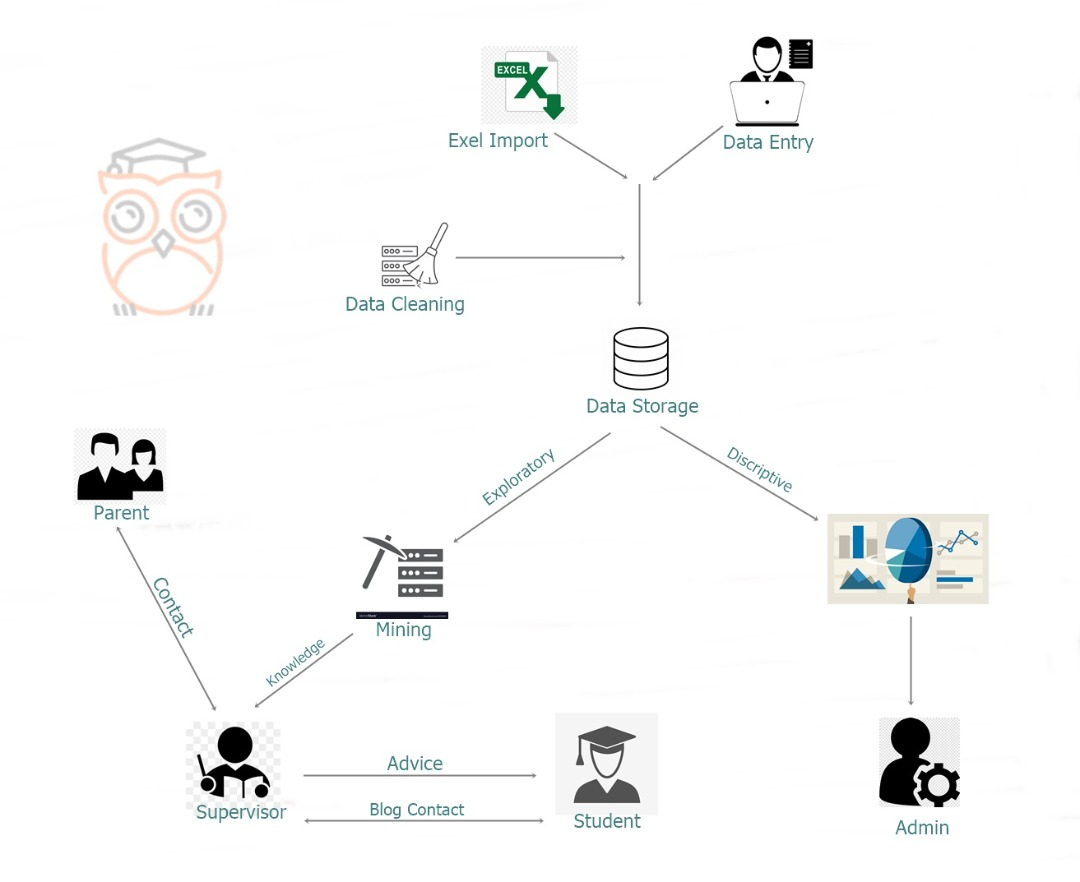 EXCEL
Exel Import
Data Entry
Data Cleaning
Data Storage
Exploratory
Discriptive
Parent
Contact
Mining
Knowledge
Supervisor
Advice
Blog Contact
Student
Admin